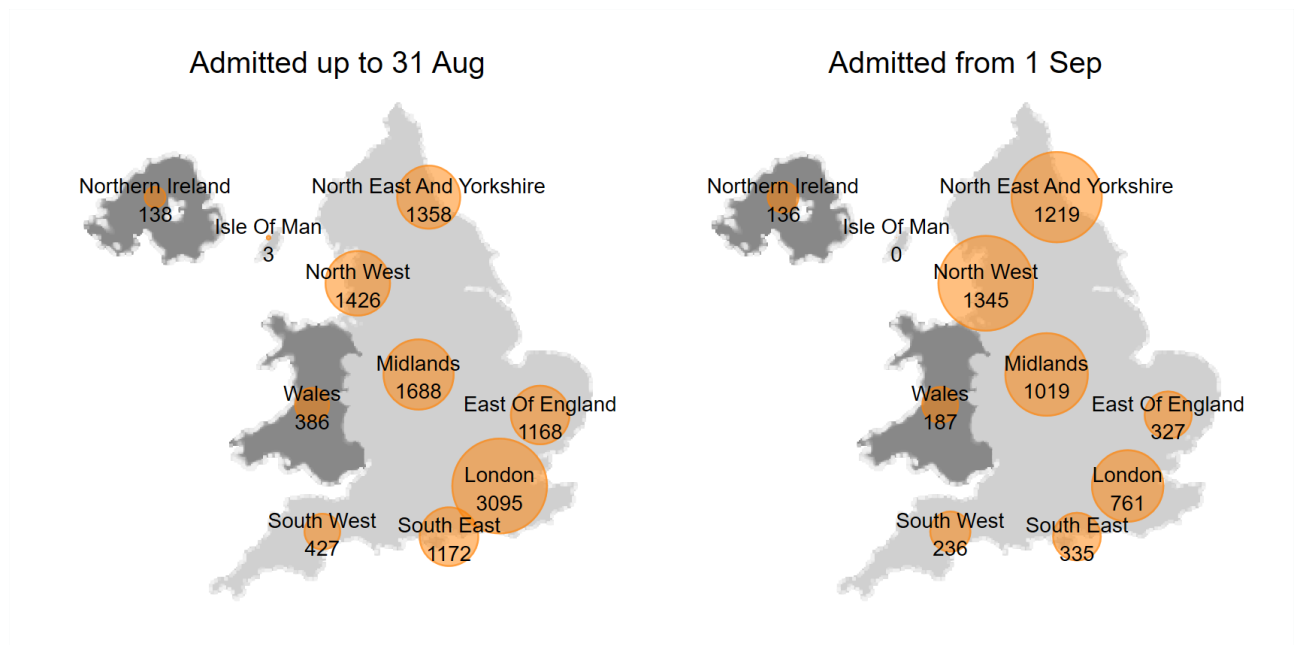 Admitted up to 31 Aug
Northern Ireland
138
Isle Of Man
3
North East And Yorkshire
1358
North West
1426
Midlands
1688
Wales
386
East Of England
1168
London
3095
South West
427
South East
1172
Admitted from 1 Sep
Northern Ireland
136
Isle Of Man
0
North East And Yorkshire
1219
North West
1345
Midlands
1019
Wales
187
East Of England
327
London
761
South West
236
South East
335